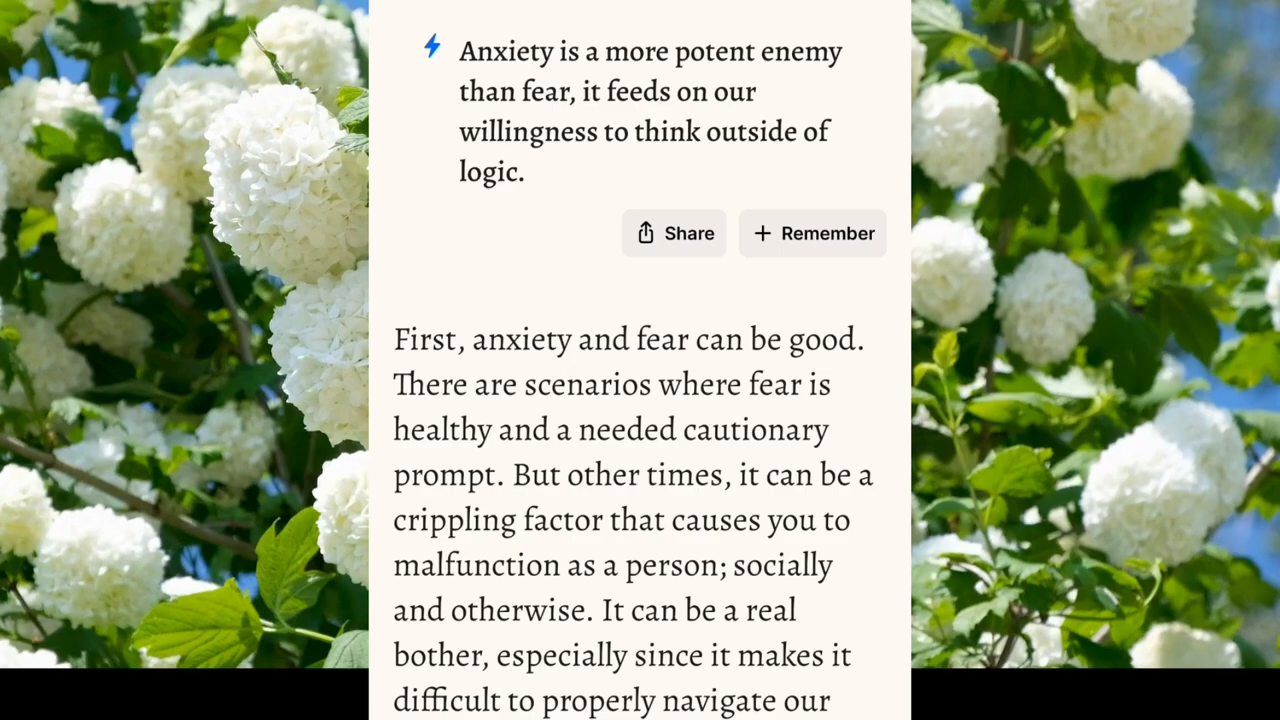 Anxiety is a more potent enemy
than fear, it feeds on our
willingness to think outside of
logic.
Share
Remember
First, anxiety and fear can be good.
There are scenarios where fear is
healthy and a needed cautionary
prompt. But other times, it can be a
crippling factor that causes you to
malfunction as a person; socially
and otherwise. It can be a real
bother, especially since it makes it
difficult to properly navigate our